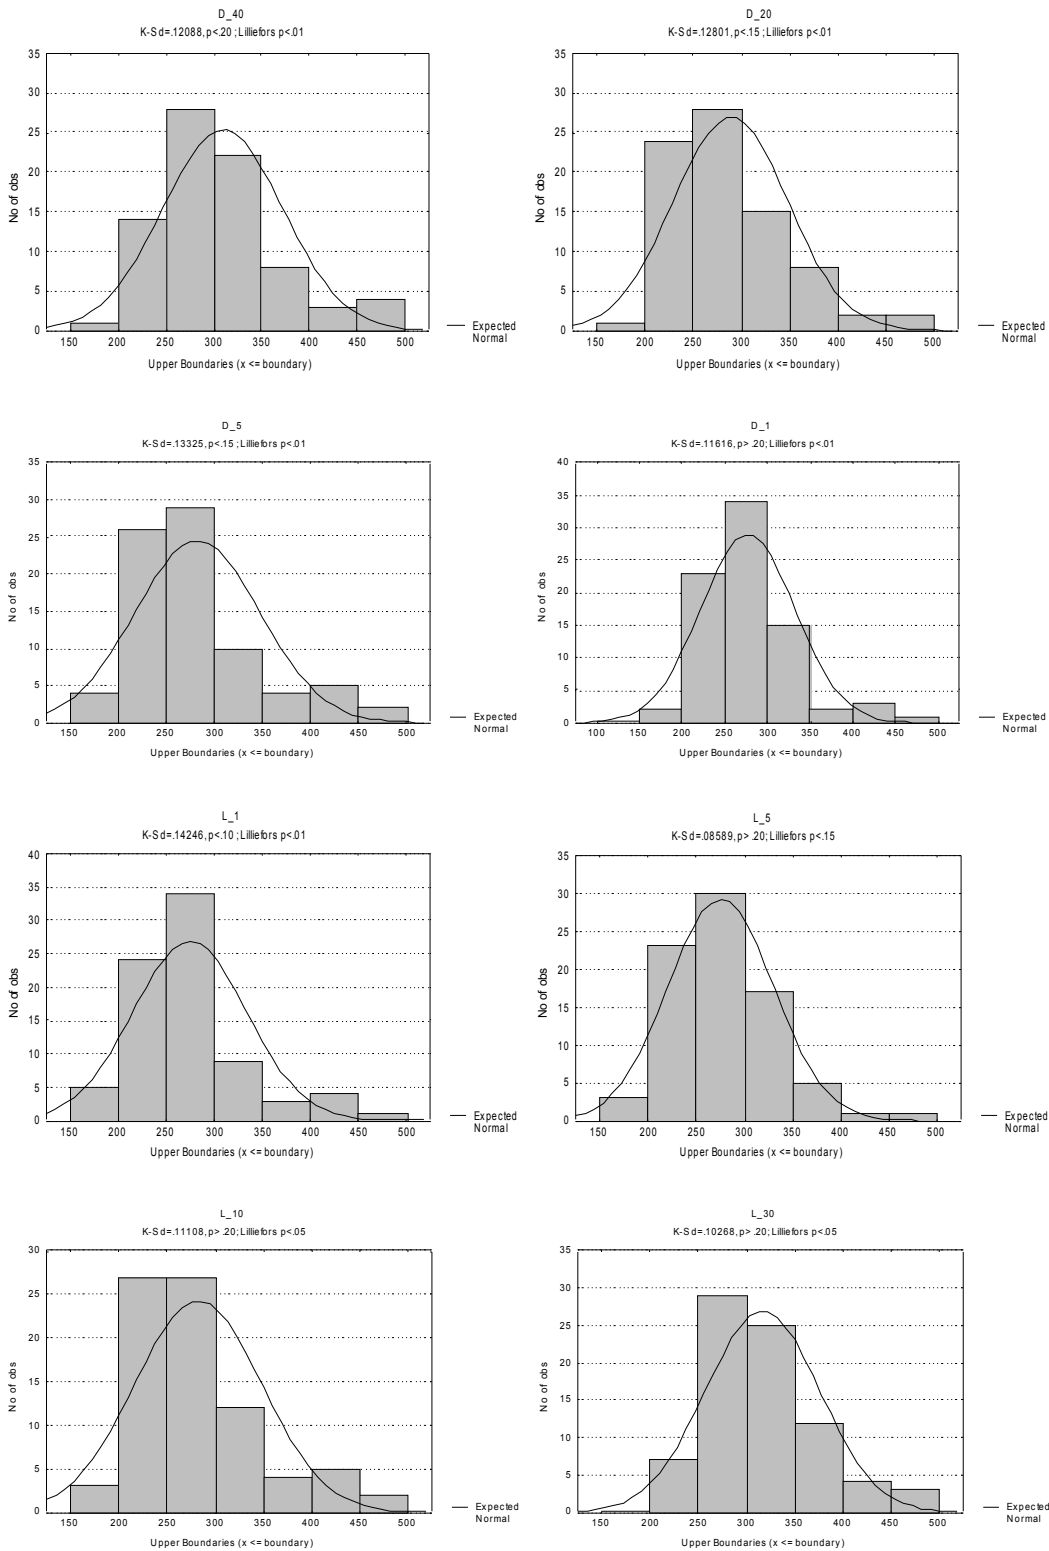 D_40
K-S d=.12088, p<.20 ; Lilliefors p<.01
35
30
25
20
15
10
5
0
No of obs
150 200 250 300 350 400 450 500
Upper Boundaries (x <= boundary)
Expected
Normal
D_20
K-S d=.12801, p<.15 ; Lilliefors p<.01
35
30
25
20
15
10
5
0
No of obs
150 200 250 300 350 400 450 500
Upper Boundaries (x <= boundary)
Expected
Normal
D_5
K-S d=.13325, p<.15 ; Lilliefors p<.01
35
30
25
20
15
10
5
0
No of obs
150 200 250 300 350 400 450 500
Upper Boundaries (x <= boundary)
Expected
Normal
D_1
K-S d=.11616, p> .20; Lilliefors p<.01
40
35
30
25
20
15
10
5
0
No of obs
100 150 200 250 300 350 400 450 500
Upper Boundaries (x <= boundary)
Expected
Normal
L_1
K-S d=.14246, p<.10 ; Lilliefors p<.01
40
35
30
25
20
15
10
5
0
No of obs
150 200 250 300 350 400 450 500
Upper Boundaries (x <= boundary)
Expected
Normal
L_5
K-S d=.08589, p> .20; Lilliefors p<.15
35
30
25
20
15
10
5
0
No of obs
150 200 250 300 350 400 450 500
Upper Boundaries (x <= boundary)
Expected
Normal
L_10
K-S d=.11108, p> .20; Lilliefors p<.05
30
25
20
15
10
5
0
No of obs
150 200 250 300 350 400 450 500
Upper Boundaries (x <= boundary)
Expected
Normal
L_30
K-S d=.10268, p> .20; Lilliefors p<.05
35
30
25
20
15
10
5
0
No of obs
150 200 250 300 350 400 450 500
Upper Boundaries (x <= boundary)
Expected
Normal